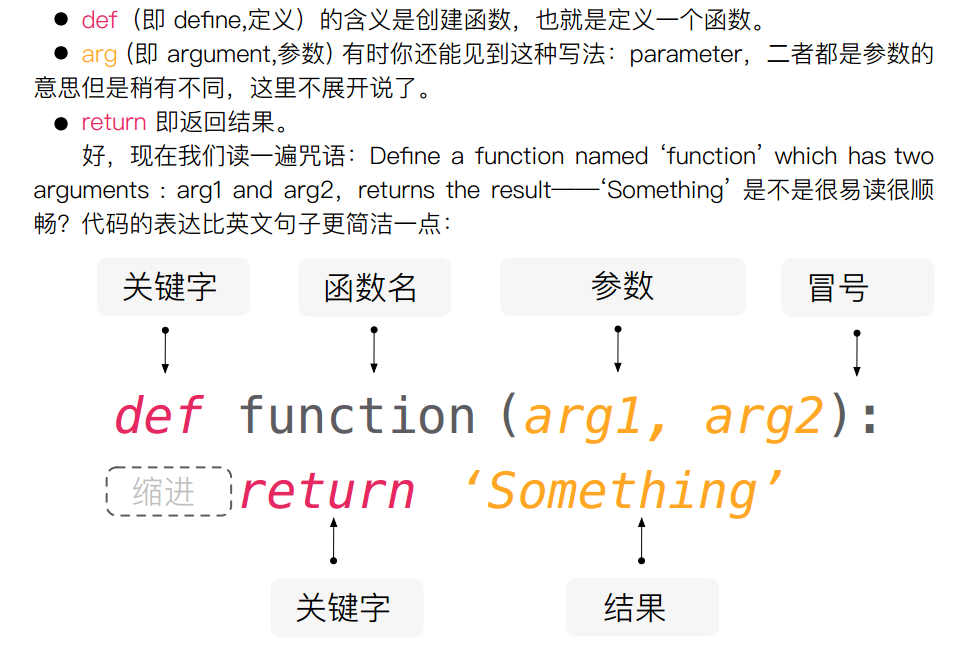 ● def（即 define,定义）的含义是创建函数，也就是定义一个函数。
● arg (即 argument,参数) 有时你还能见到这种写法：parameter，二者都是参数的
意思但是稍有不同，这里不展开说了。
● return 即返回结果。
好，现在我们读一遍咒语：Define a function named ‘function’ which has two
arguments : arg1 and arg2，returns the result——‘Something’ 是不是很易读很顺
畅？代码的表达比英文句子更简洁一点：
关键字 函数名 参数 冒号
def function (arg1, arg2):
缩进 return ‘Something’
关键字 结果